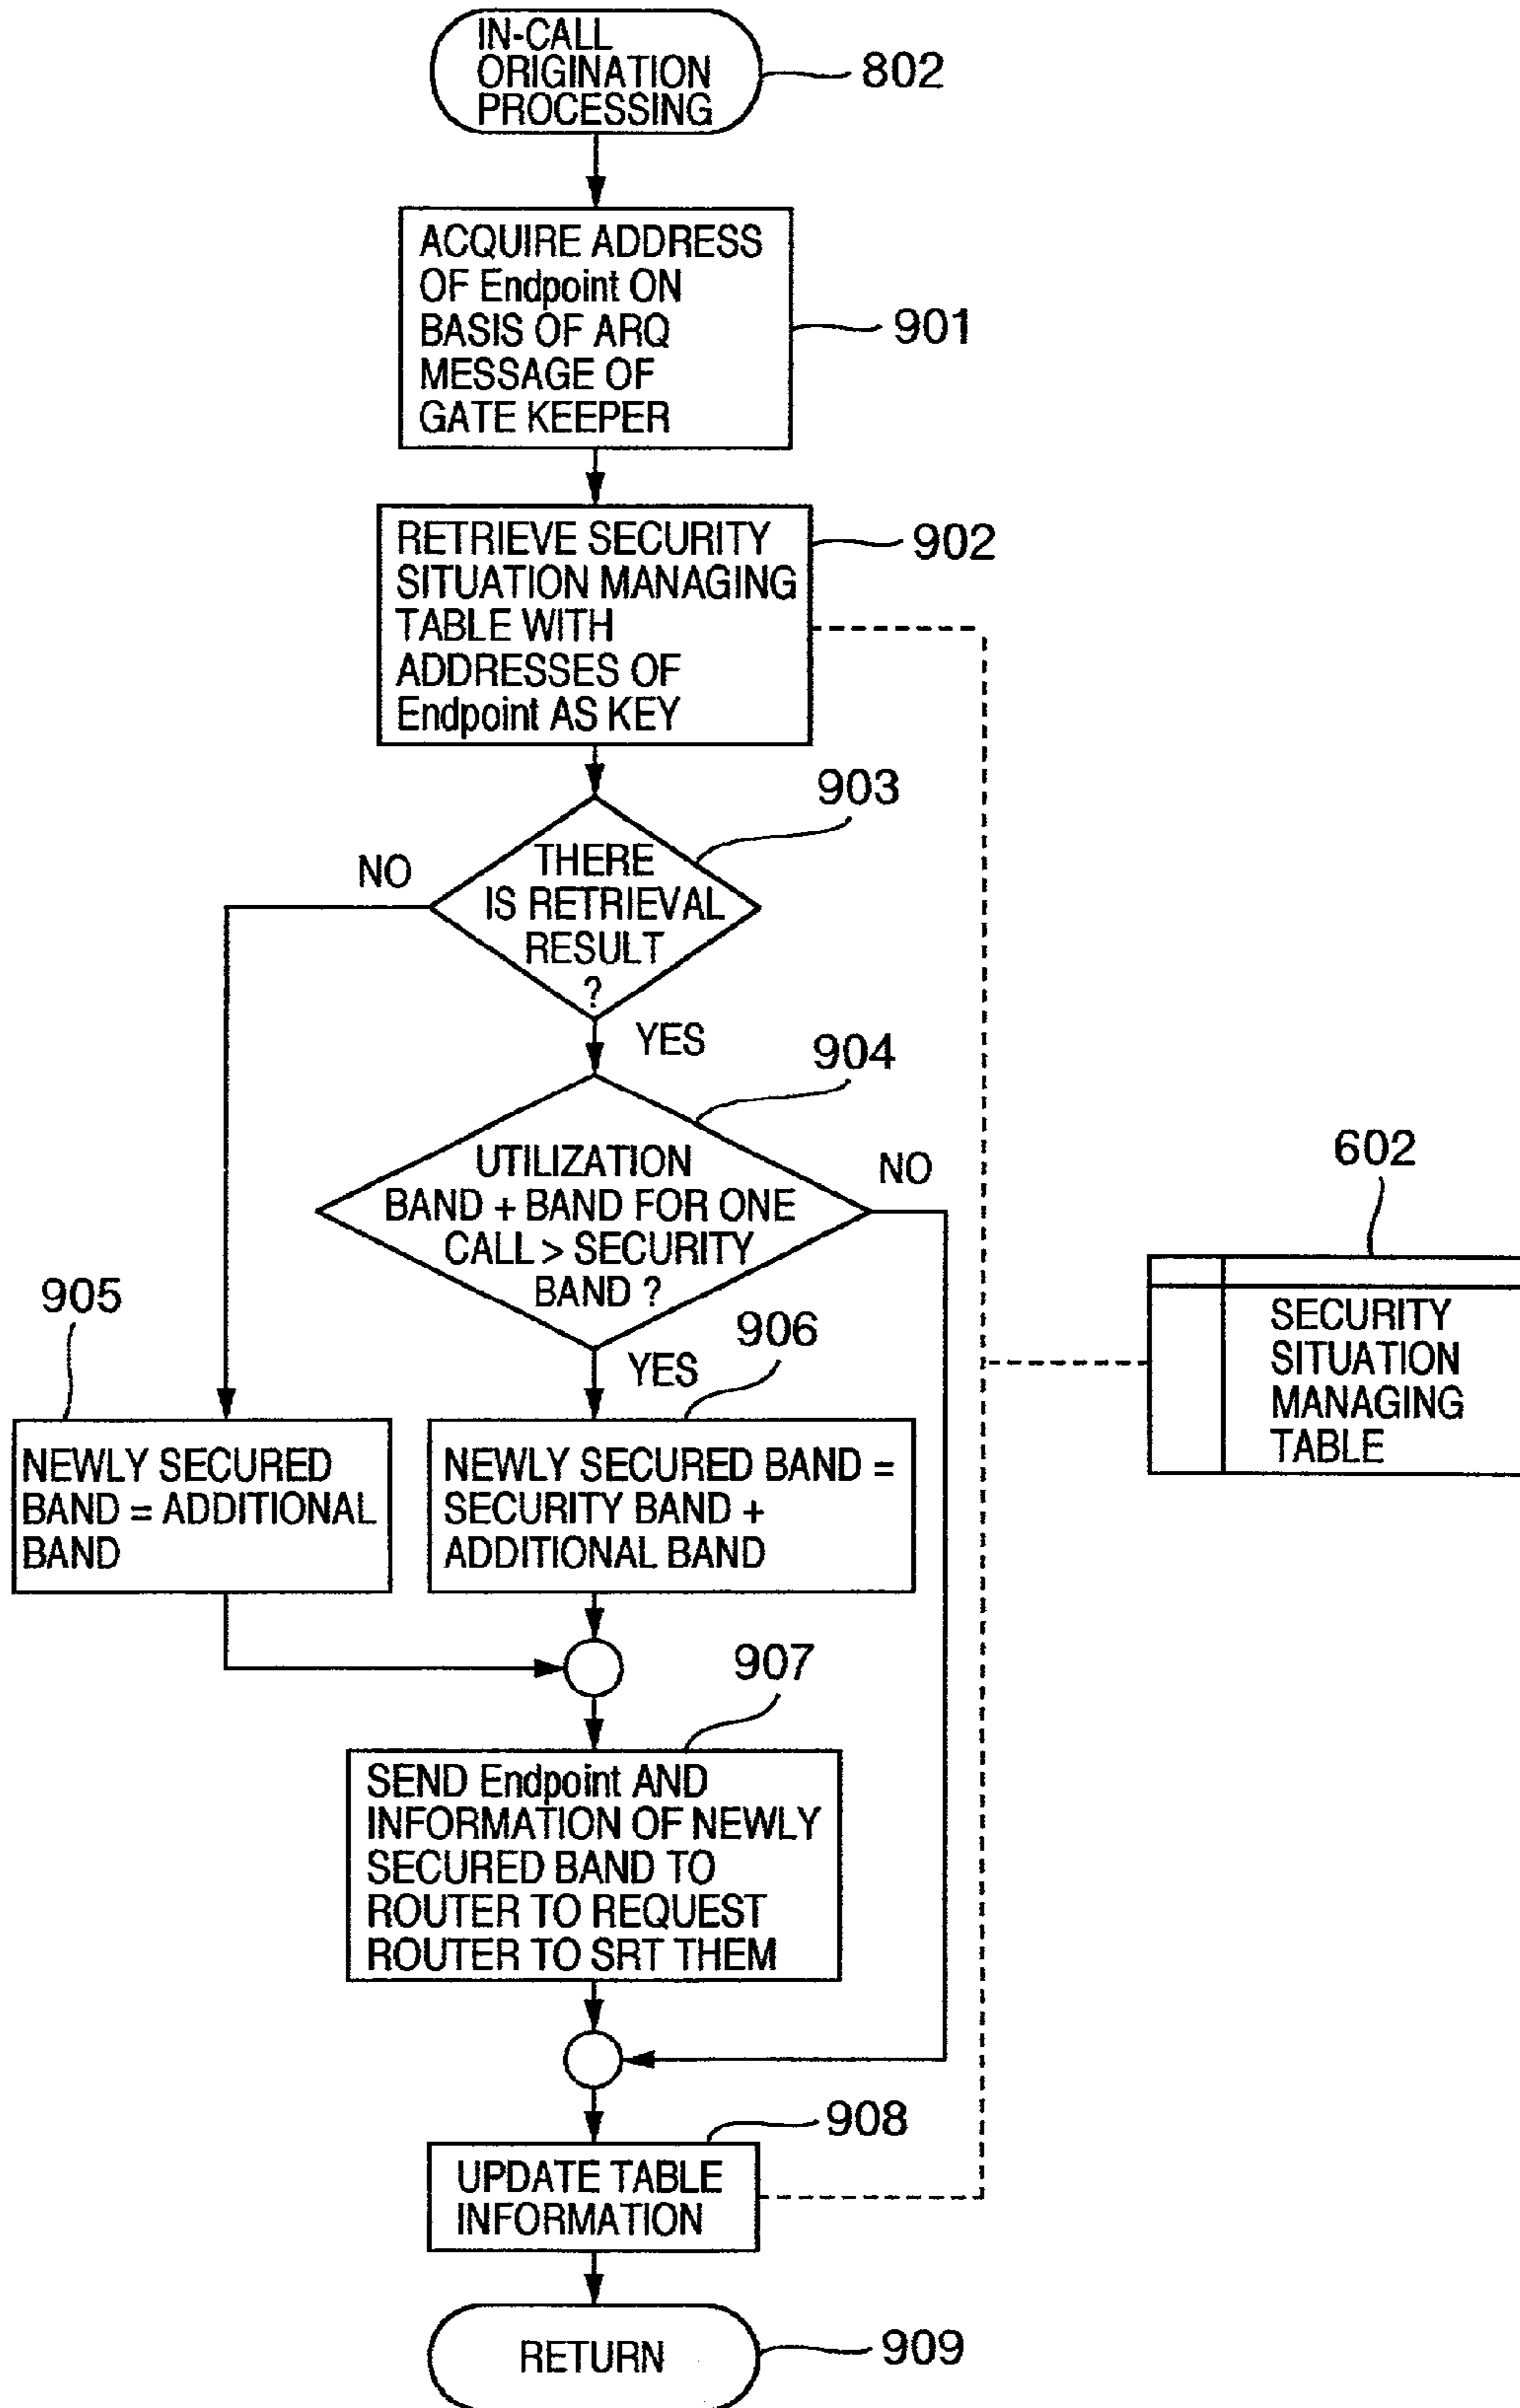 IN-CALL
ORIGINATION
PROCESSING
802
ACQUIRE ADDRESS
OF Endpoint ON
BASIS OF ARQ
MESSAGE OF
GATE KEEPER
901
RETRIEVE SECURITY
SITUATION MANAGING
TABLE WITH
ADDRESSES OF
Endpoint AS KEY
902
903
THERE
IS RETRIEVAL
RESULT
?
NO
YES
904
UTILIZATION
BAND + BAND FOR ONE
CALL > SECURITY
BAND ?
NO
YES
602
SECURITY
SITUATION
MANAGING
TABLE
905
NEWLY SECURED
BAND = ADDITIONAL
BAND
906
NEWLY SECURED BAND =
SECURITY BAND +
ADDITIONAL BAND
907
SEND Endpoint AND
INFORMATION OF NEWLY
SECURED BAND TO
ROUTER TO REQUEST
ROUTER TO SRT THEM
908
UPDATE TABLE
INFORMATION
RETURN
909